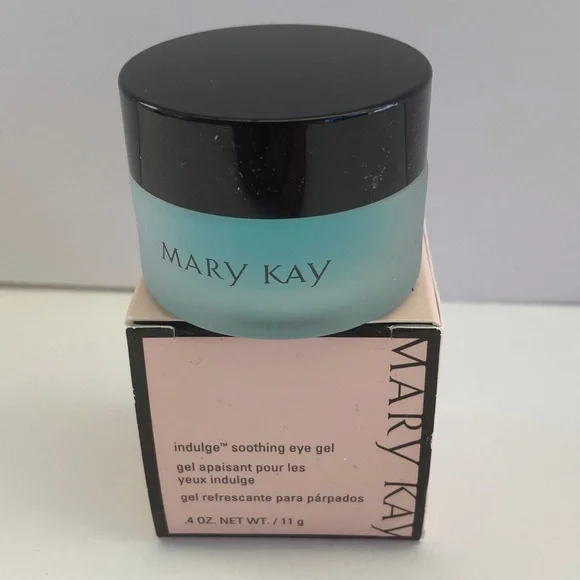 MARY KAY
MARY KAY
indulge™ soothing eye gel
gel apaisant pour les
yeux indulge
gel refrescante para párpados
.4 OZ. NET WT. / 11 g